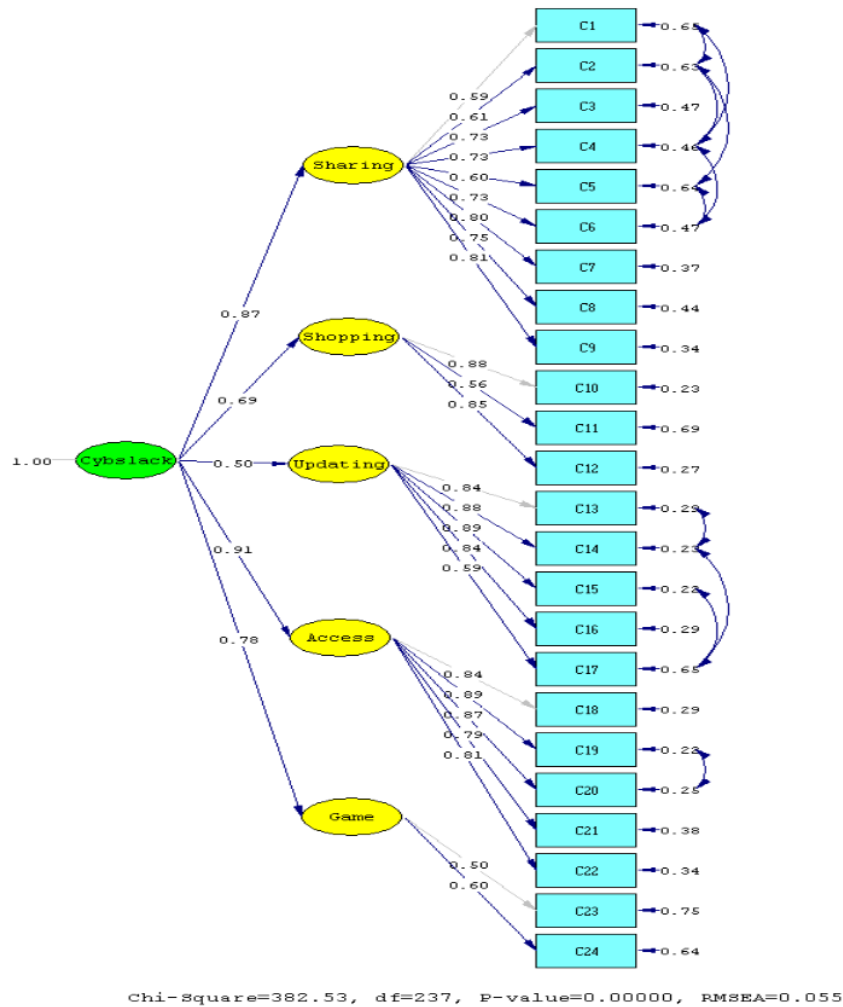 C1 0.65
C2 0.63
0.59
C3 0.47
0.61
0.73
C4 0.46
0.73
Sharing
0.60
C5 0.64
0.73
0.80
C6 0.47
0.75
0.81
C7 0.37
C8 0.44
0.87
Shopping
C9 0.34
0.88
C10 0.23
0.69
0.56
0.85
C11 0.69
1.00 Cybslack
0.50
Updating
C12 0.27
0.84
C13 0.29
0.88
0.89
C14 0.23
0.91
0.84
0.59
C15
C16 0.29
0.78
Access
C17 0.65
0.84
0.89
C18 0.29
0.87
0.79
C19
0.81
C20 0.25
Game
C21 0.38
0.50
C22 0.34
0.60
C23 0.75
C24 0.64
Chi-Square=382.53, df=237, P-value=0.00000, RMSEA=0.055